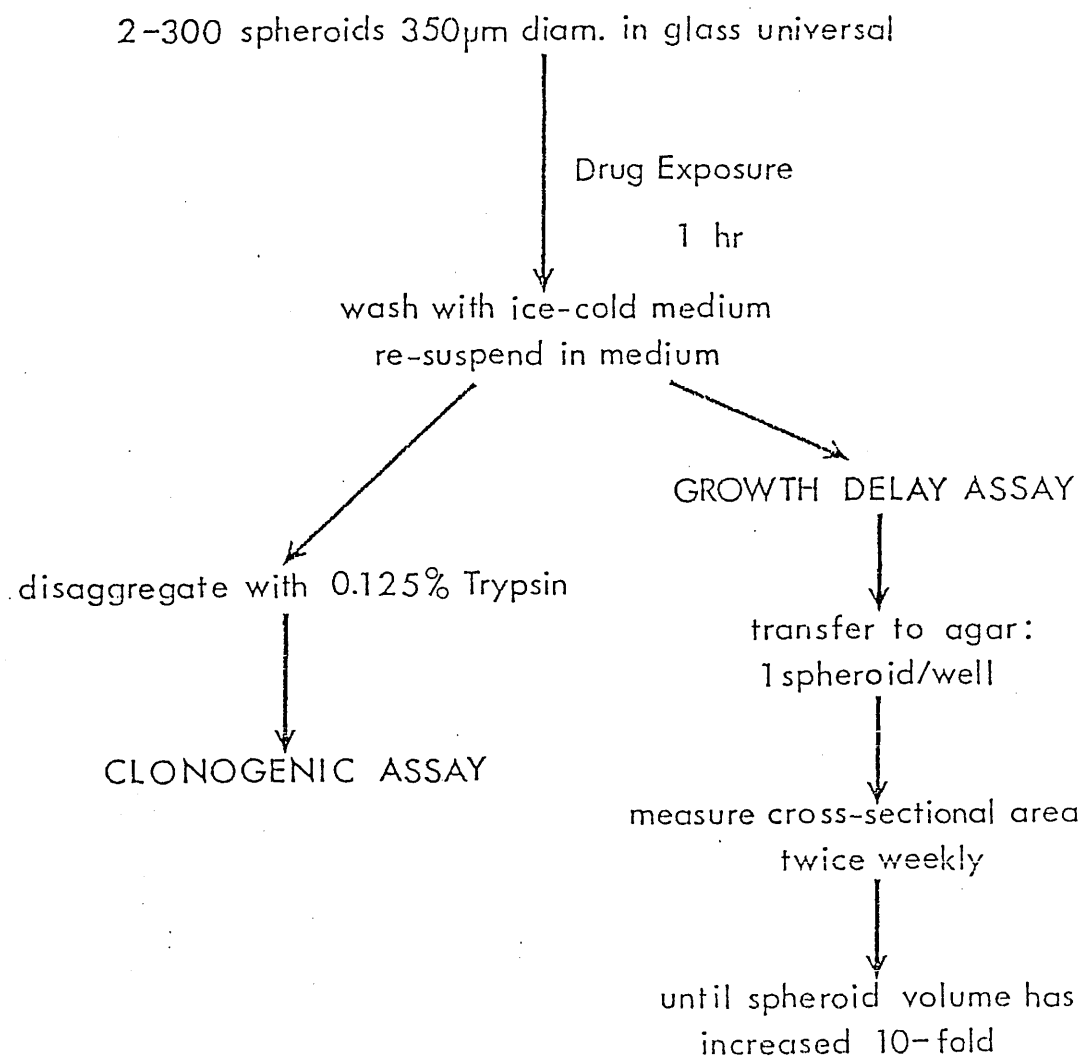 2-300 spheroids 350µm diam. in glass universal
Drug Exposure
1 hr
wash with ice-cold medium
re-suspend in medium
GROWTH DELAY ASSAY
disaggregate with 0.125% Trypsin
transfer to agar:
1 spheroid/well
CLONOGENIC ASSAY
measure cross-sectional area
twice weekly
until spheroid volume has
increased 10-fold